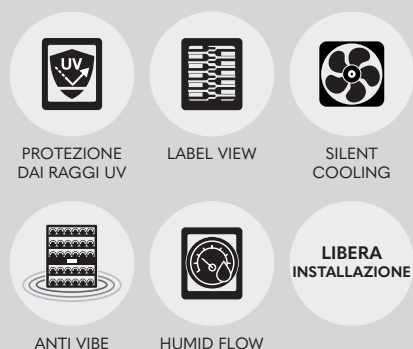 UV
PROTEZIONE
DAI RAGGI UV
LABEL VIEW
SILENT
COOLING
ANTI VIBE
HUMID FLOW
LIBERA
INSTALLAZIONE